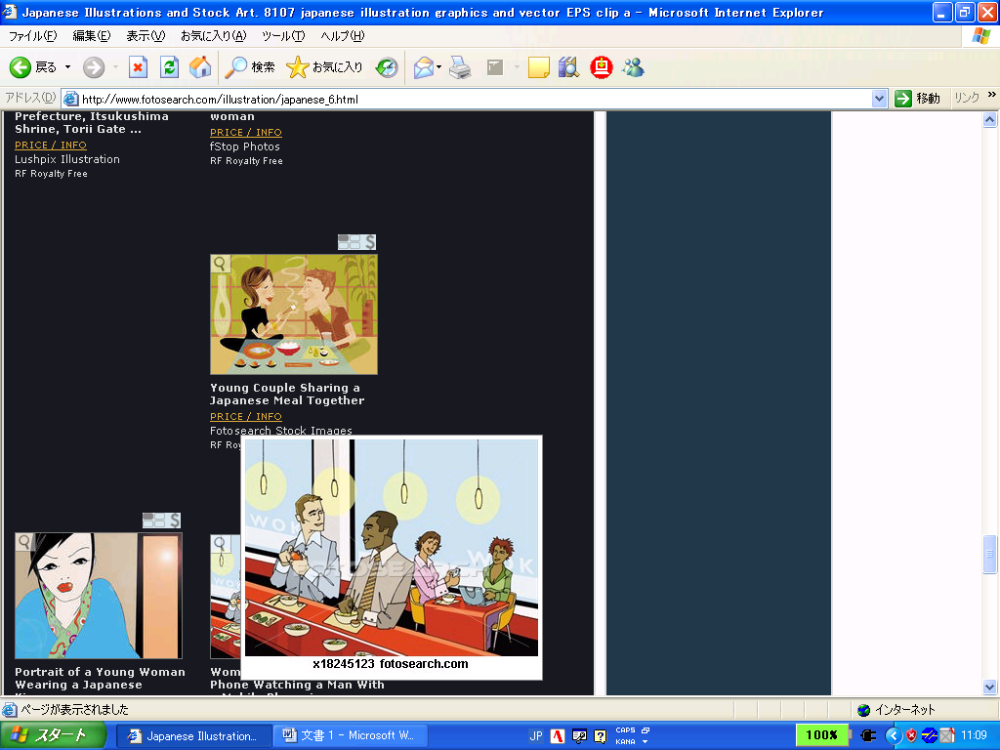 Japanese Illustrations and Stock Art. 8107 japanese illustration graphics and vector EPS clip a - Microsoft Internet Explorer
ファイル(F) 編集(E) 表示(V) お気に入り(A) ツール(T) ヘルプ(H)
戻る 検索 お気に入り
アドレス(D) http://www.fotosearch.com/illustration/japanese_6.html 移動 リンク »
Prefecture, Itsukushima
Shrine, Torii Gate ...
PRICE / INFO
Lushpix Illustration
RF Royalty Free
woman
PRICE / INFO
fStop Photos
RF Royalty Free
$
Young Couple Sharing a
Japanese Meal Together
PRICE / INFO
Fotosearch Stock Images
RF
WORK
WORK
FOTOSEARCH
x18245123 fotosearch.com
$
Portrait of a Young Woman
Wearing a Japanese
Phone Watching a Man With
ページが表示されました インターネット
スタート Japanese Illustration... 文書 1 - Microsoft W... JP A CAPS KANA 100% 11:09